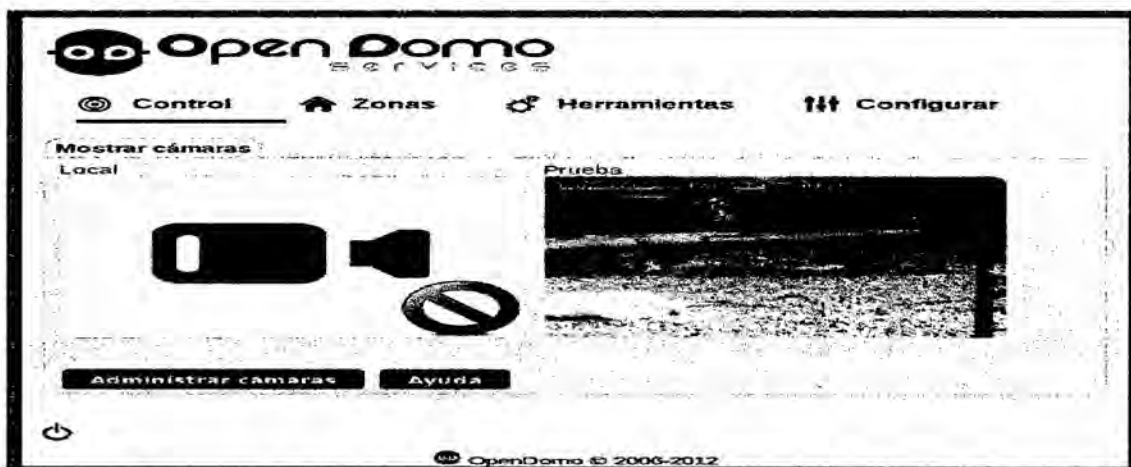 Open Domo
services
Control Zonas Herramientas Configurar
Mostrar cámaras
Local Prueba
Administrar cámaras Ayuda
OpenDomo © 2006-2012